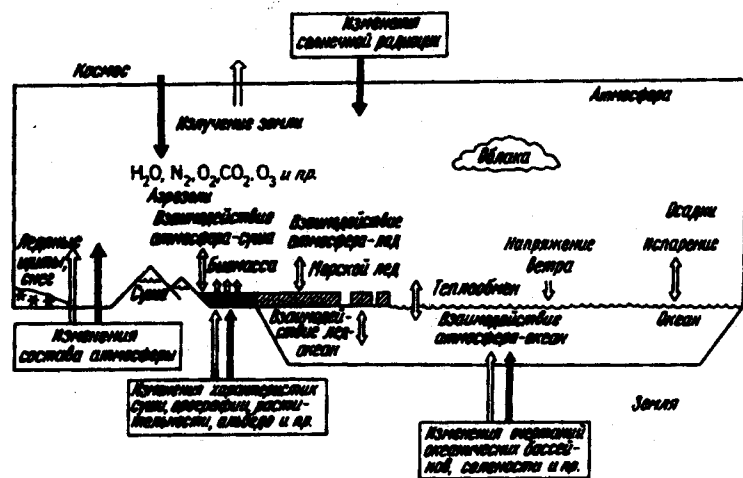 Изменения
солнечной радиации
Космос
Атмосфера
Излучение земли
Облака
H₂O, N₂, O₂, CO₂, O₃ и пр.
Аэрозоли
Взаимодействие
атмосфера-суша
Взаимодействие
атмосфера-лед
Осадки
Ледяные
щиты,
снег
Биомасса
Морской лед
Напряжение
ветра
Испарение
Суша
Теплообмен
Взаимодей-
ствие лед-
океан
Взаимодействие
атмосфера-океан
Океан
Изменения
состава атмосферы
Изменения характеристик
суши, орографии, расти-
тельности, альбедо и пр.
Земля
Изменения очертаний
океанических бассей-
нов, солености и пр.